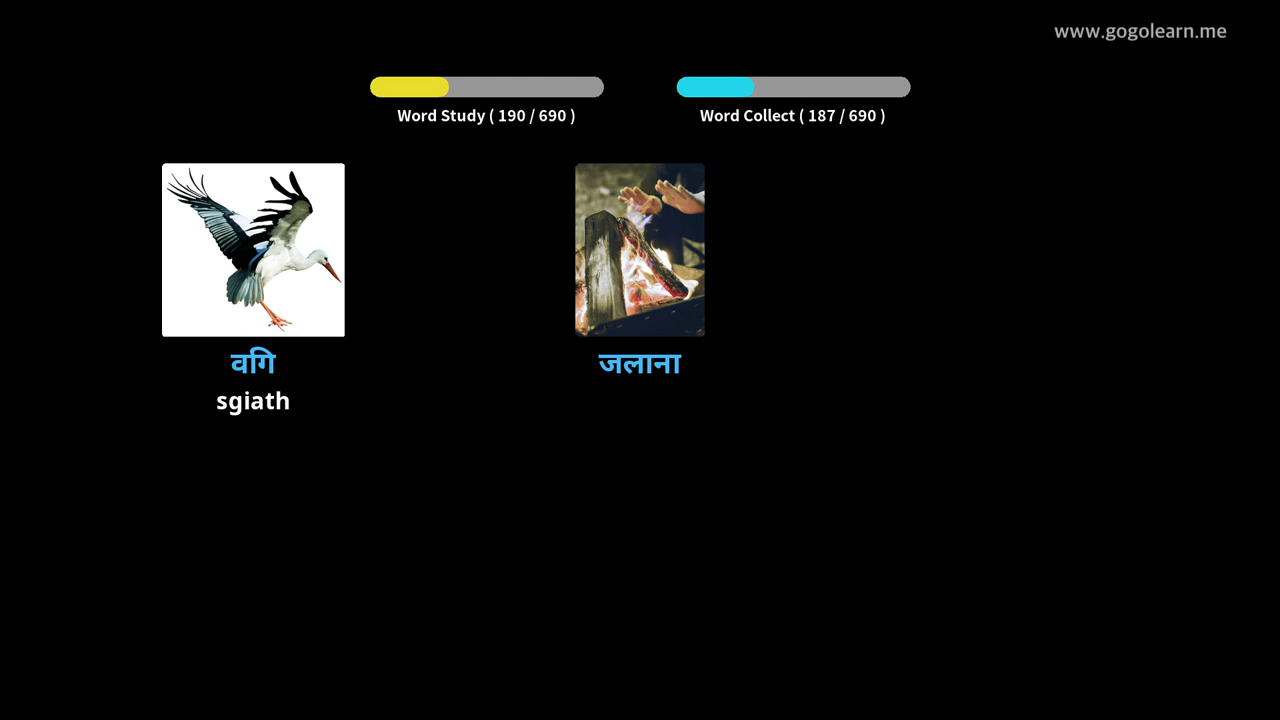 www.gogolearn.me
Word Study ( 190 / 690 )
Word Collect ( 187 / 690 )
वगि
जलाना
sgiath